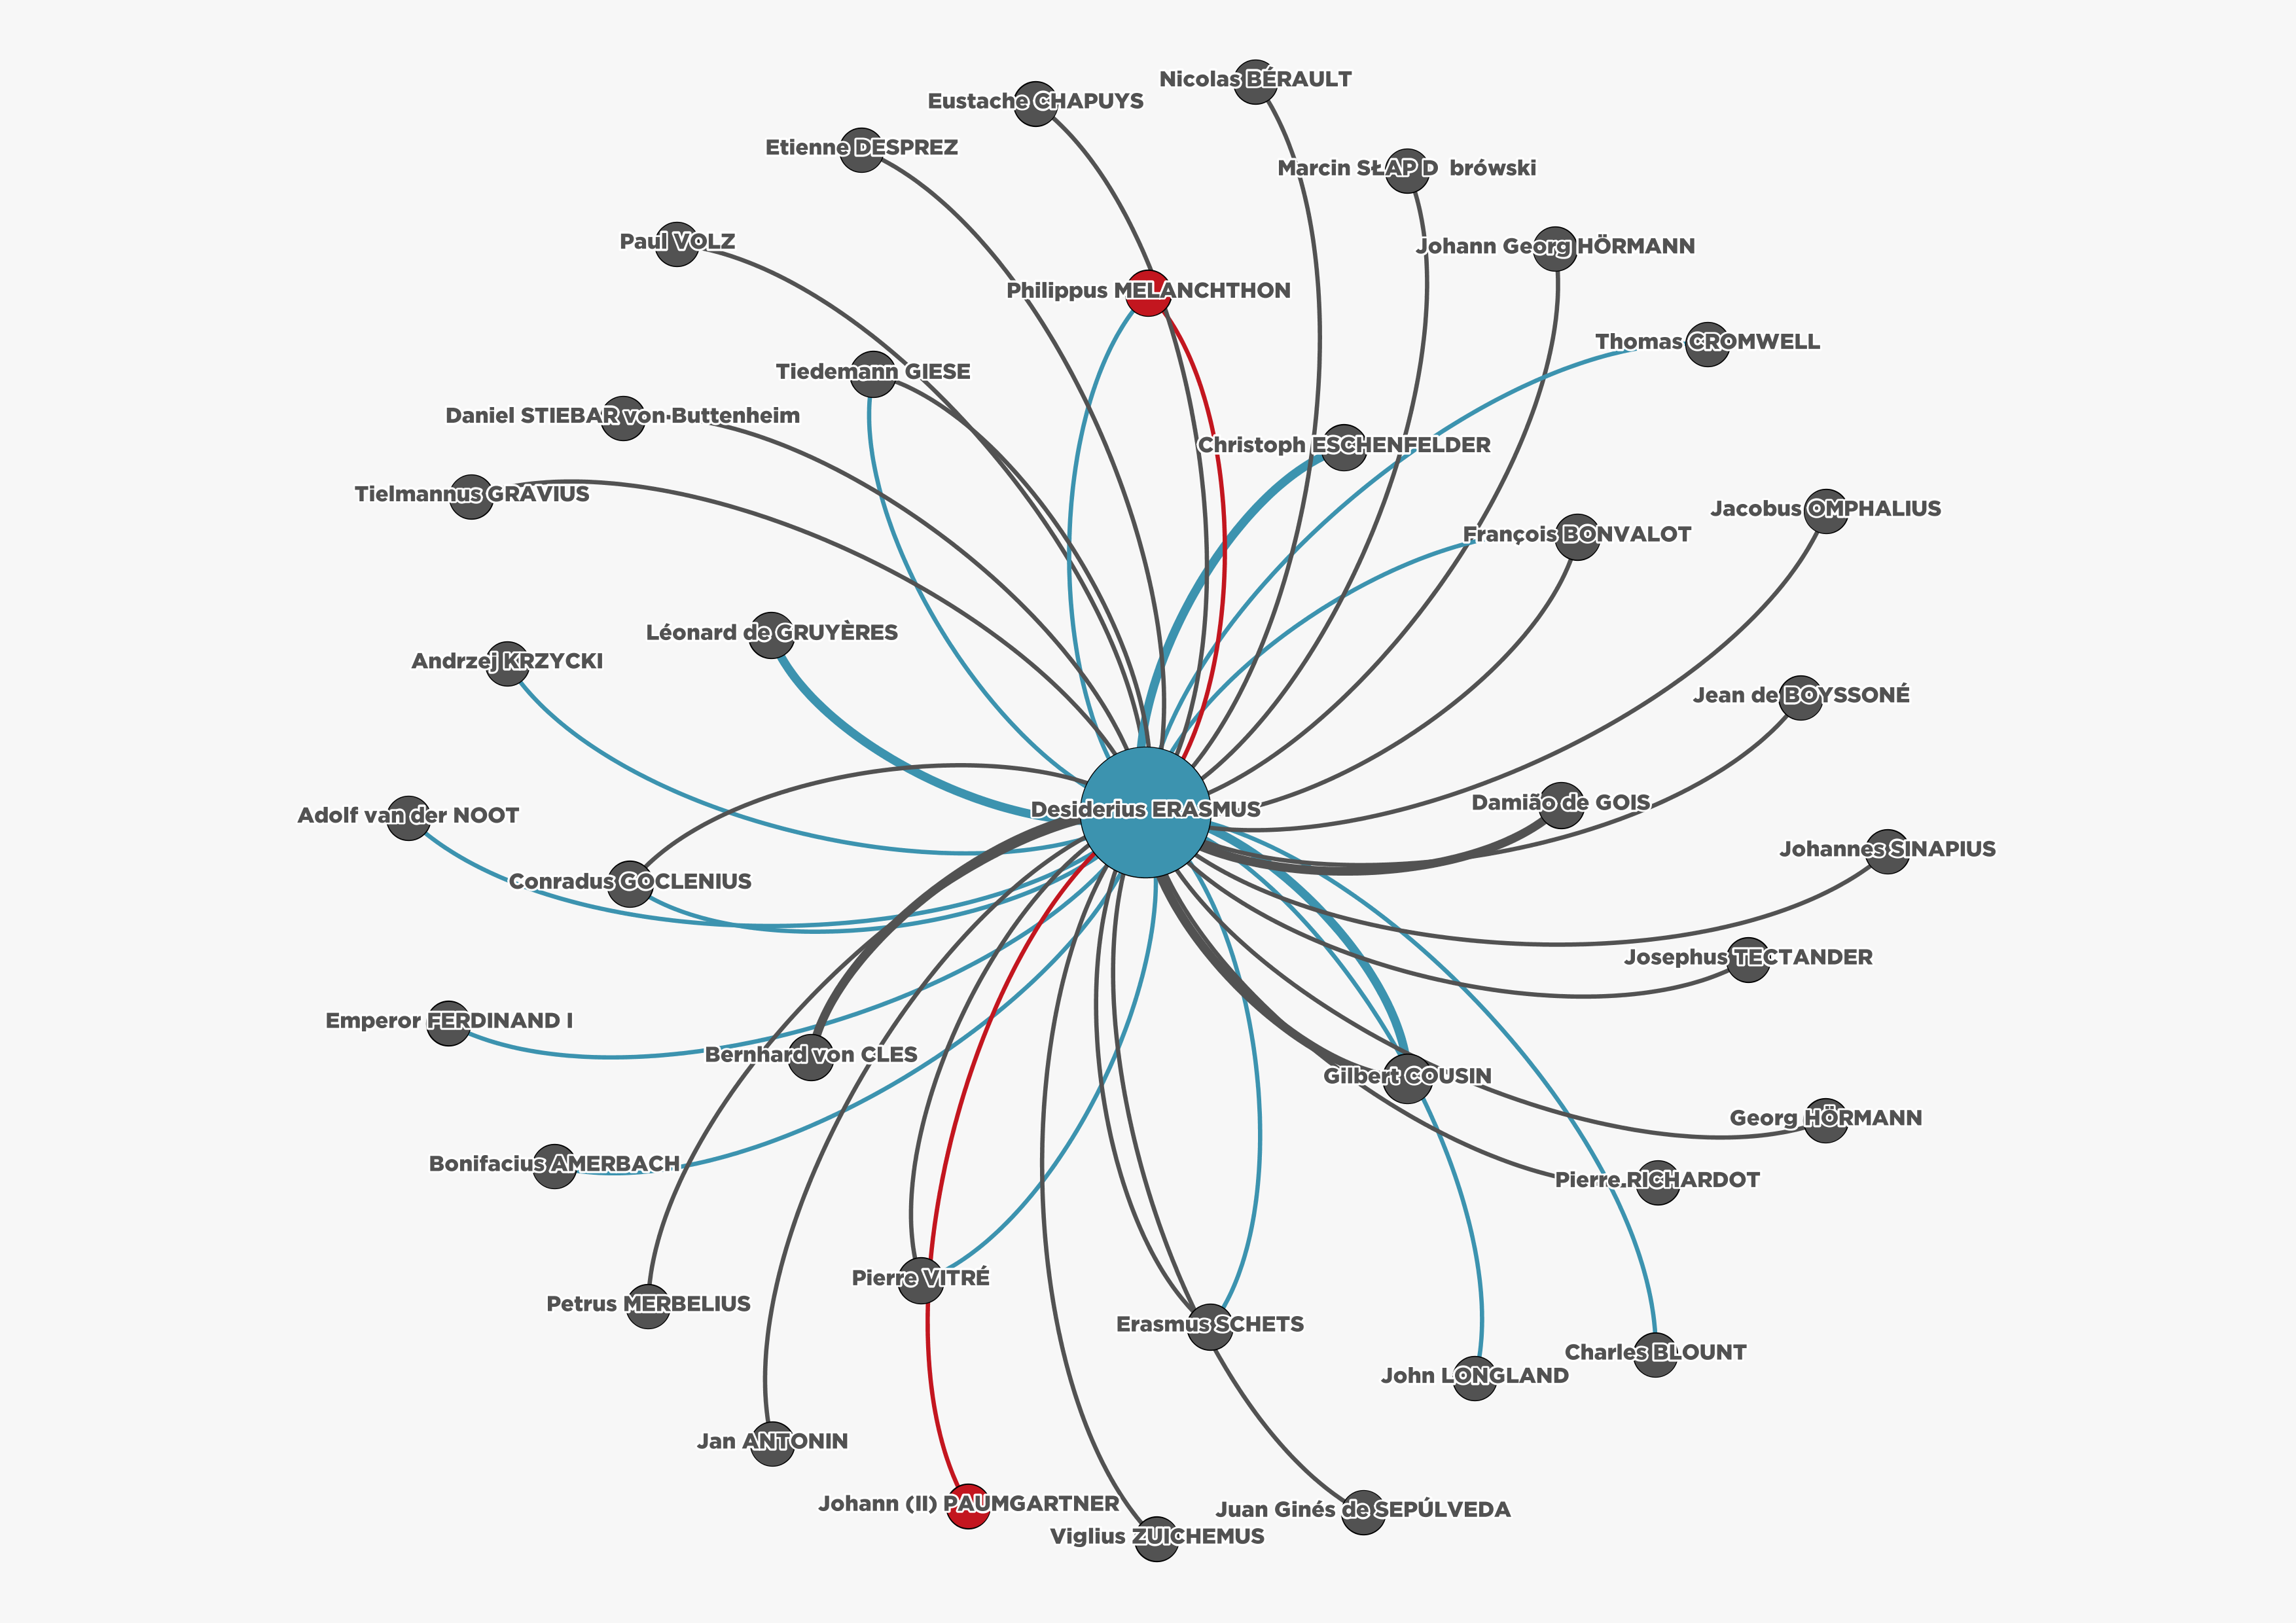 Nicolas BÉRAULT
Eustache CHAPUYS
Etienne DESPREZ
Marcin SŁAP D  brówski
Paul VOLZ
Johann Georg HÖRMANN
Philippus MELANCHTHON
Thomas CROMWELL
Tiedemann GIESE
Daniel STIEBAR von Buttenheim
Christoph ESCHENFELDER
Tielmannus GRAVIUS
Jacobus OMPHALIUS
François BONVALOT
Léonard de GRUYÈRES
Andrzej KRZYCKI
Jean de BOYSSONÉ
Damião de GOIS
Desiderius ERASMUS
Adolf van der NOOT
Johannes SINAPIUS
Conradus GOCLENIUS
Josephus TECTANDER
Emperor FERDINAND I
Bernhard von CLES
Gilbert COUSIN
Georg HÖRMANN
Bonifacius AMERBACH
Pierre RICHARDOT
Pierre VITRÉ
Petrus MERBELIUS
Erasmus SCHETS
Charles BLOUNT
John LONGLAND
Jan ANTONIN
Johann (II) PAUMGARTNER
Juan Ginés de SEPÚLVEDA
Viglius ZUICHEMUS